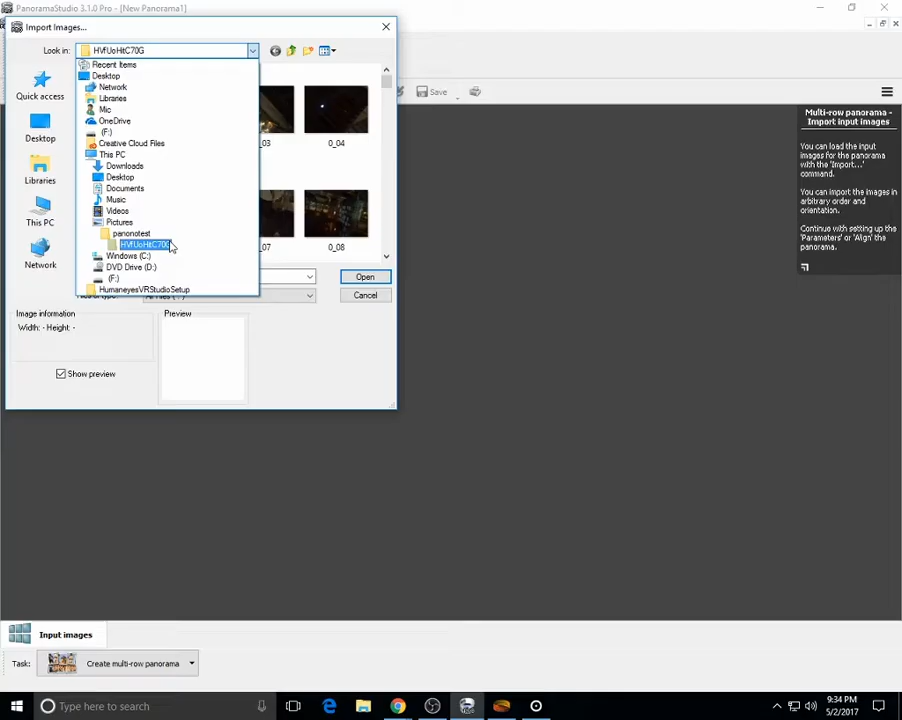 PanoramaStudio 3.1.0 Pro - [New Panorama1]
Import Images...
Look in:
HVfUoHtC70G
Recent Items
Desktop
Network
Libraries
Mic
OneDrive
(F:)
Creative Cloud Files
This PC
Downloads
Desktop
Documents
Music
Videos
Pictures
panonotest
HVfUoHtC70G
Windows (C:)
DVD Drive (D:)
(F:)
HumaneyesVRStudioSetup
Quick access
Desktop
Libraries
This PC
Network
_03
0_04
_07
0_08
Open
Cancel
Image information
Width: - Height: -
Preview
Show preview
Save
Multi-row panorama -
Import input images
You can load the input
images for the panorama
with the 'Import...'
command.
You can import the images in
arbitrary order and
orientation.
Continue with setting up the
'Parameters' or 'Align' the
panorama.
Input images
Task:
Create multi-row panorama
Type here to search
9:34 PM
5/2/2017